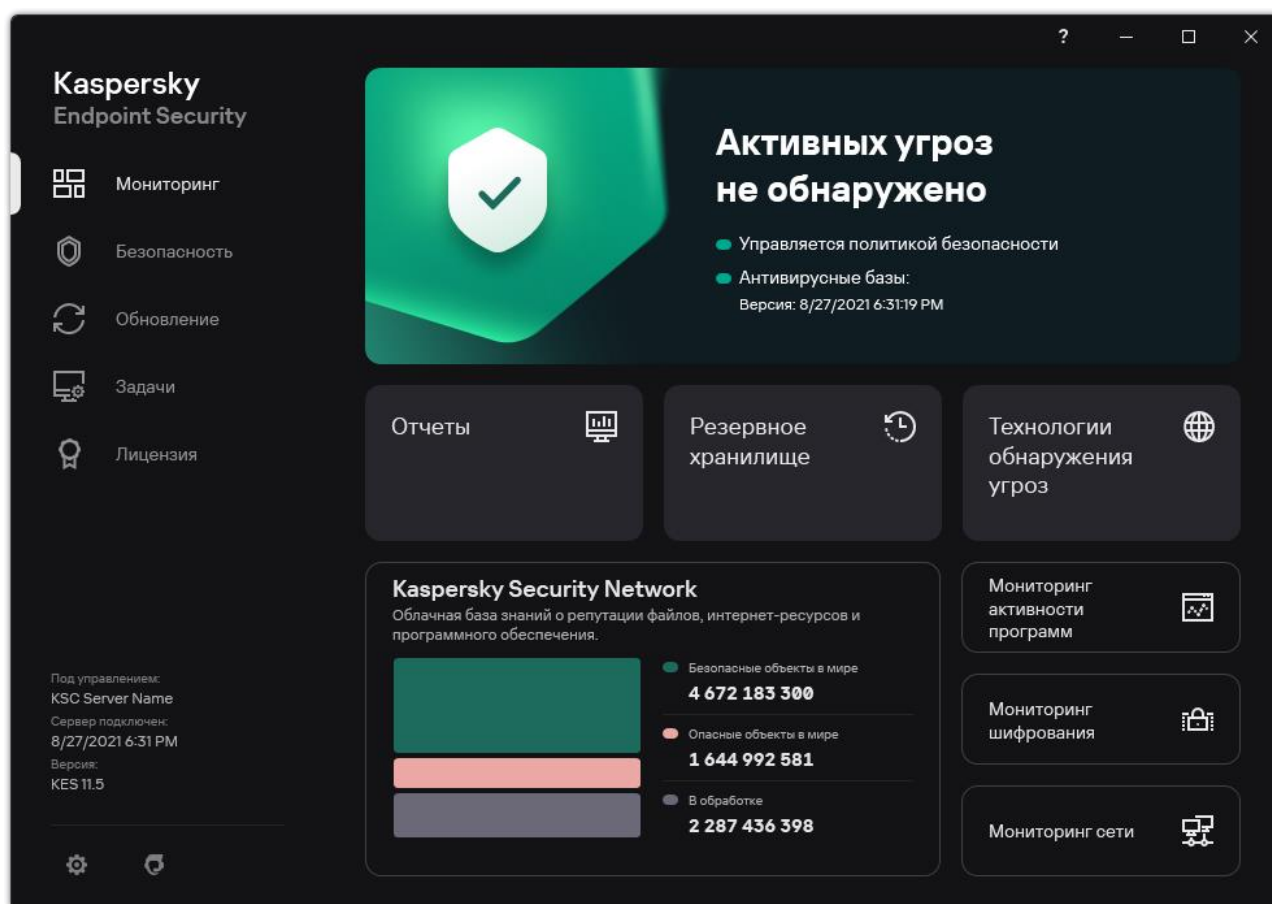 ?
Kaspersky
Endpoint Security
Мониторинг
Безопасность
Обновление
Задачи
Лицензия
Под управлением:
KSC Server Name
Сервер подключен:
8/27/2021 6:31 PM
Версия:
KES 11.5
Активных угроз
не обнаружено
Управляется политикой безопасности
Антивирусные базы:
Версия: 8/27/2021 6:31:19 PM
Отчеты
Резервное
хранилище
Технологии
обнаружения
угроз
Kaspersky Security Network
Облачная база знаний о репутации файлов, интернет-ресурсов и
программного обеспечения.
Безопасные объекты в мире
4 672 183 300
Опасные объекты в мире
1 644 992 581
В обработке
2 287 436 398
Мониторинг
активности
программ
Мониторинг
шифрования
Мониторинг сети